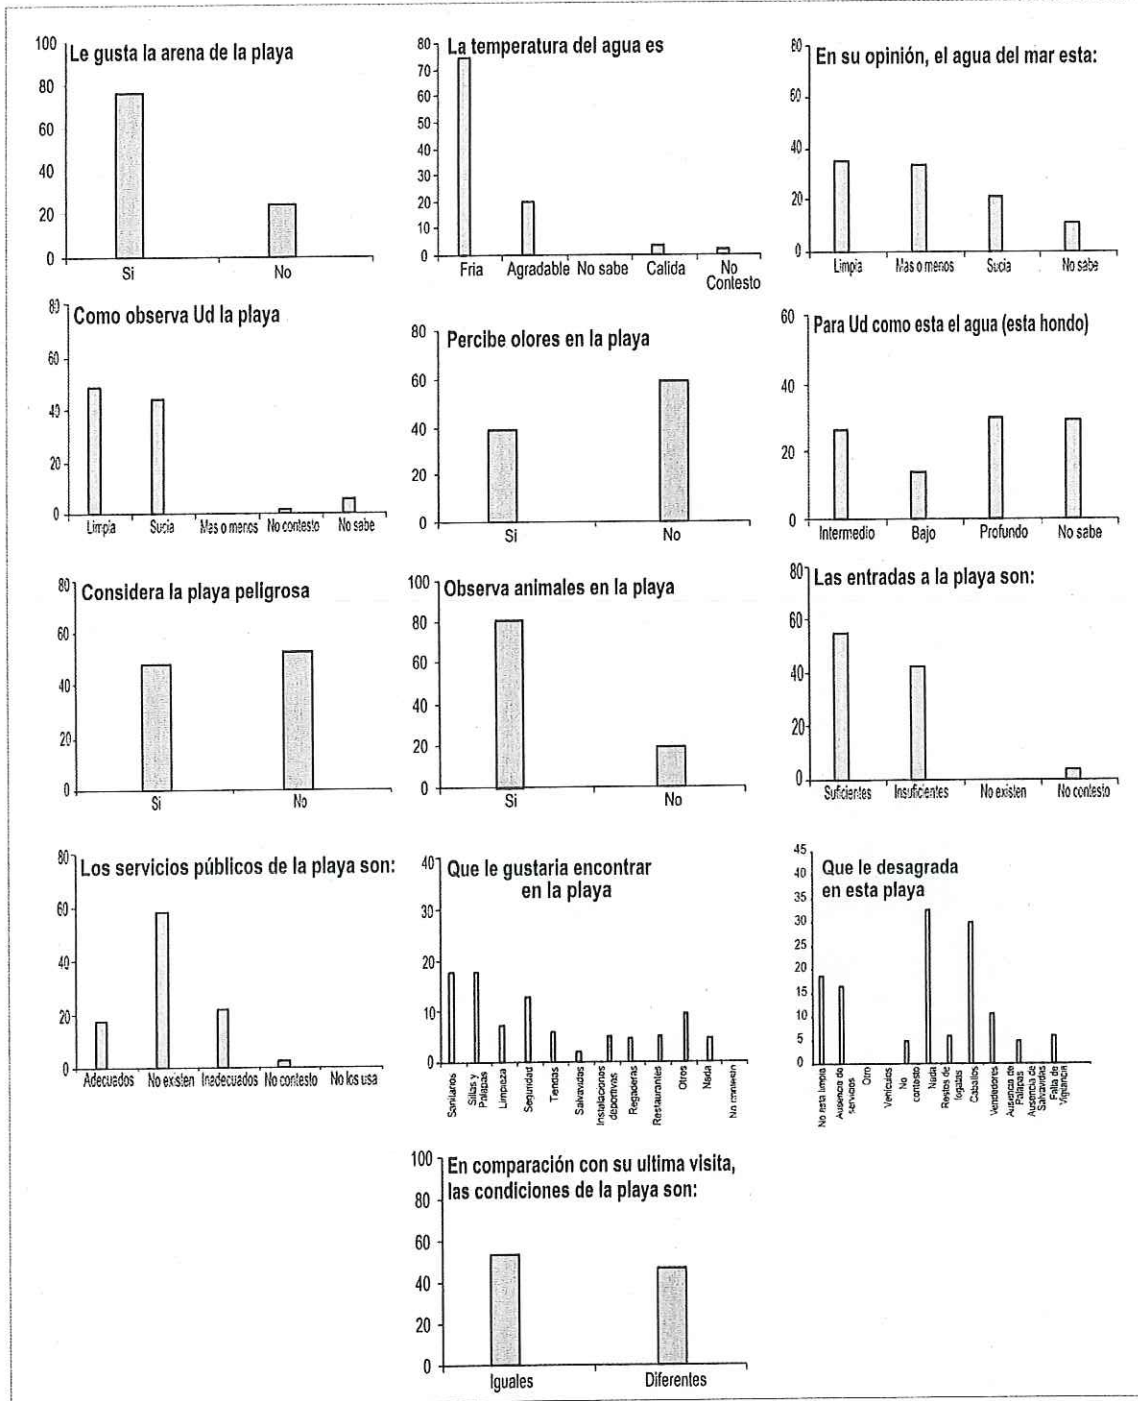 Le gusta la arena de la playa
100
80
60
40
20
0
Si No
La temperatura del agua es
80
70
60
50
40
30
20
10
0
Fria Agradable No sabe Calida No
Contesto
En su opinión, el agua del mar esta:
80
60
40
20
0
Limpia Mas o menos Sucia No sabe
Como observa Ud la playa
80
60
40
20
0
Limpia Sucia Mas o menos No contesto No sabe
Percibe olores en la playa
80
60
40
20
0
Si No
Para Ud como esta el agua (esta hondo)
60
40
20
0
Intermedio Bajo Profundo No sabe
Considera la playa peligrosa
80
60
40
20
0
Si No
Observa animales en la playa
100
80
60
40
20
0
Si No
Las entradas a la playa son:
80
60
40
20
0
Suficientes Insuficientes No existen No contesto
Los servicios públicos de la playa son:
80
60
40
20
0
Adecuados No existen Inadecuados No contesto No los usa
Que le gustaria encontrar
en la playa
40
30
20
10
0
Sanitarios
Sillas y
Palapas
Limpieza
Seguridad
Tiendas
Salvavidas
Instalaciones
deportivas
Regaderas
Restaurantes
Otros
Nada
Que le desagrada
en esta playa
45
40
35
30
25
20
15
10
5
0
No esta limpia
Ausencia de
servicios
Otro
Vehiculos
No
contesto
Nada
Restos de
fogatas
Caballos
Vendedores
Ausencia de
Palapas
Ausencia de
Salvavidas
Falta de
Vigilancia
En comparación con su ultima visita,
las condiciones de la playa son:
100
80
60
40
20
0
Iguales Diferentes